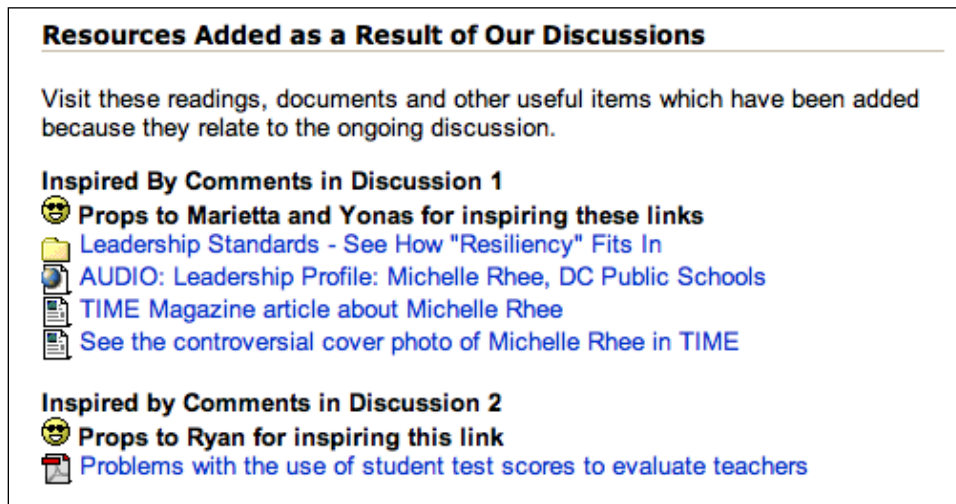 Resources Added as a Result of Our Discussions
Visit these readings, documents and other useful items which have been added
because they relate to the ongoing discussion.
Inspired By Comments in Discussion 1
Props to Marietta and Yonas for inspiring these links
Leadership Standards - See How "Resiliency" Fits In
AUDIO: Leadership Profile: Michelle Rhee, DC Public Schools
TIME Magazine article about Michelle Rhee
See the controversial cover photo of Michelle Rhee in TIME
Inspired by Comments in Discussion 2
Props to Ryan for inspiring this link
Problems with the use of student test scores to evaluate teachers